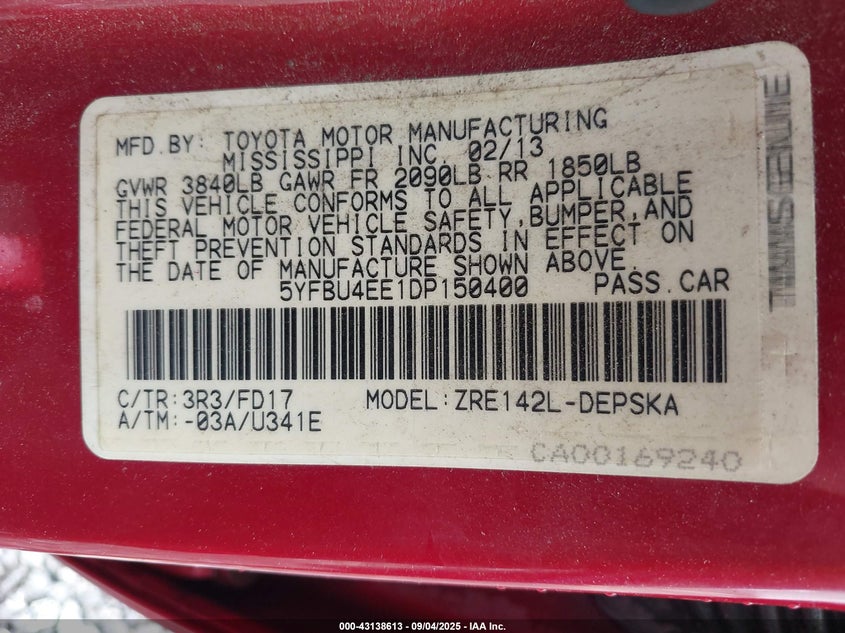 MFD.BY: TOYOTA MOTOR MANUFACTURING
MISSISSIPPI INC. 02/13
GVWR 3840LB GAWR FR 2090LB RR 1850LB
THIS VEHICLE CONFORMS TO ALL APPLICABLE
FEDERAL MOTOR VEHICLE SAFETY,BUMPER,AND
THEFT PREVENTION STANDARDS IN EFFECT ON
THE DATE OF MANUFACTURE SHOWN ABOVE.
5YFBU4EE1DP150400 PASS.CAR
C/TR:3R3/FD17 MODEL:ZRE142L-DEPSKA
A/TM:-03A/U341E
CA00169240
000-43138613 - 09/04/2025 - IAA Inc.